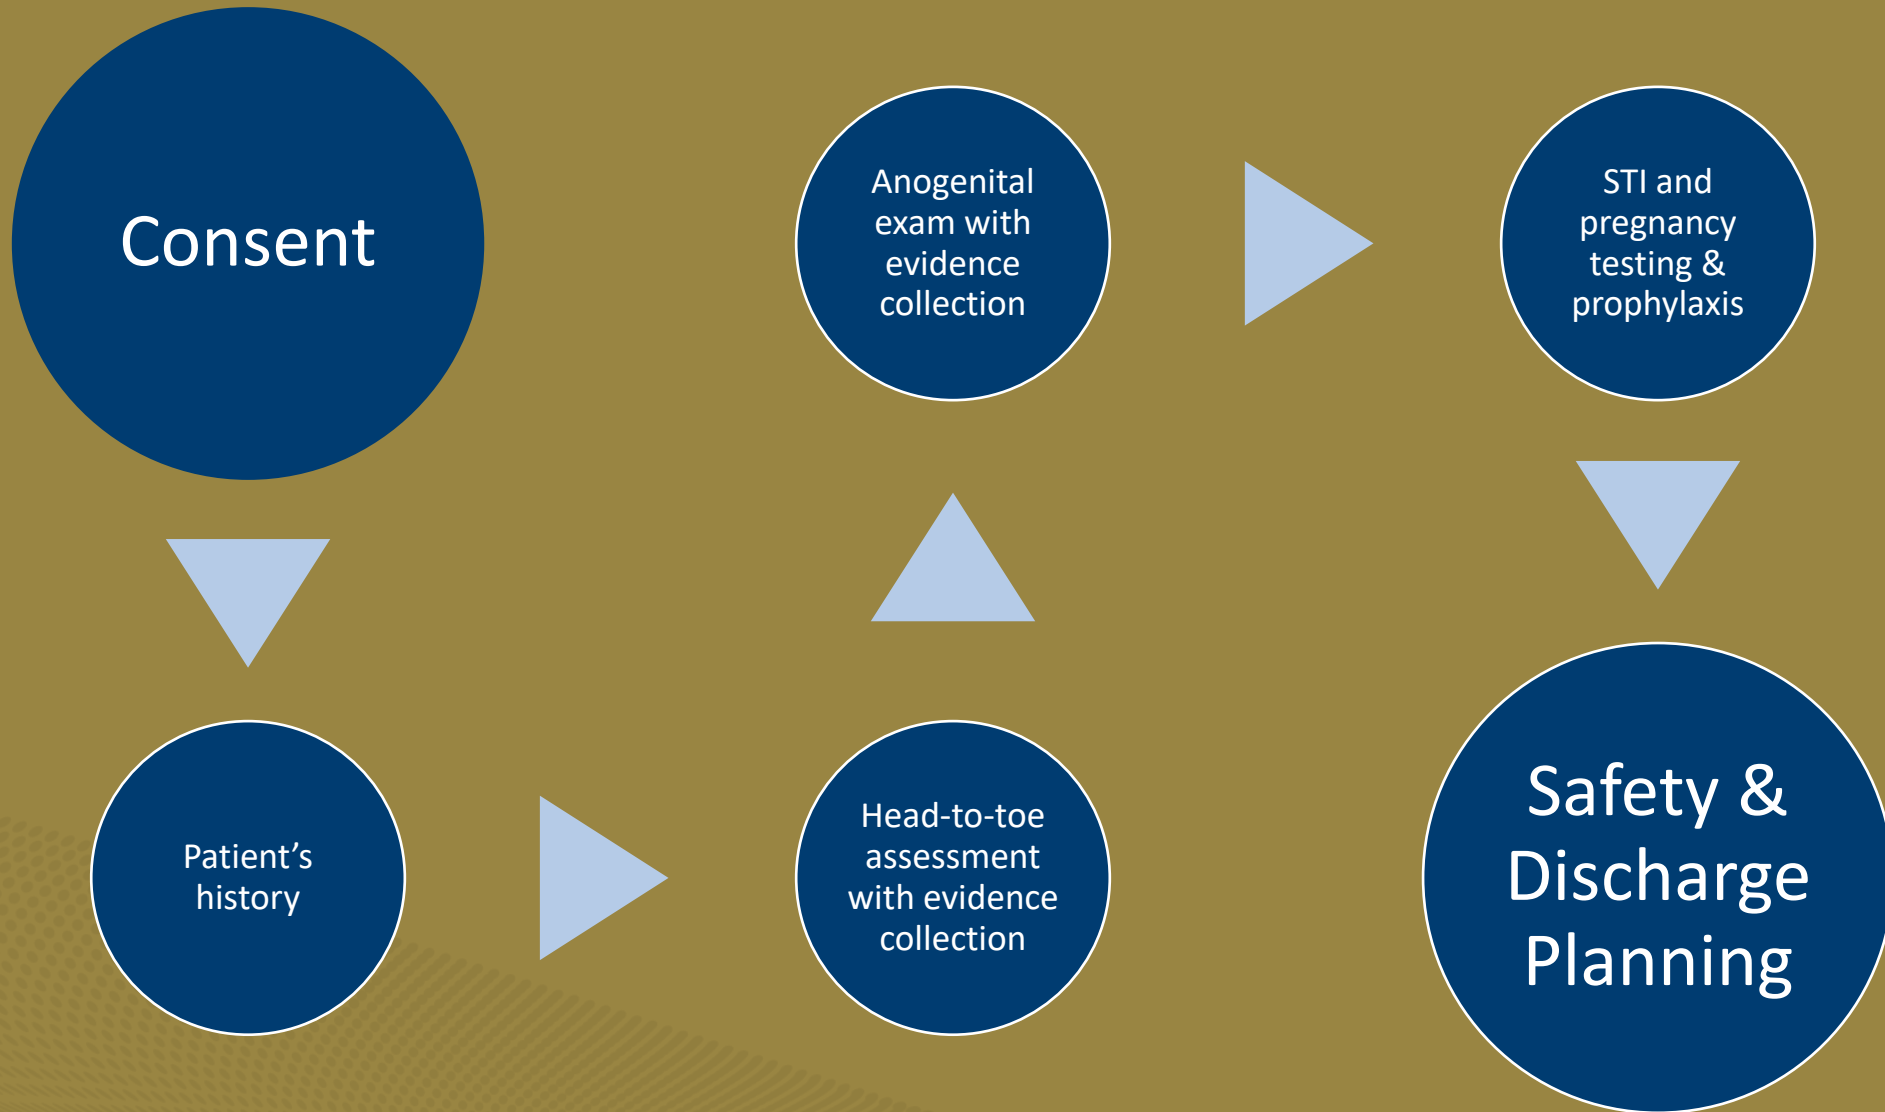 Consent
Patient’s
history
Head-to-toe
assessment
with evidence
collection
Anogenital
exam with
evidence
collection
STI and
pregnancy
testing &
prophylaxis
Safety &
Discharge
Planning